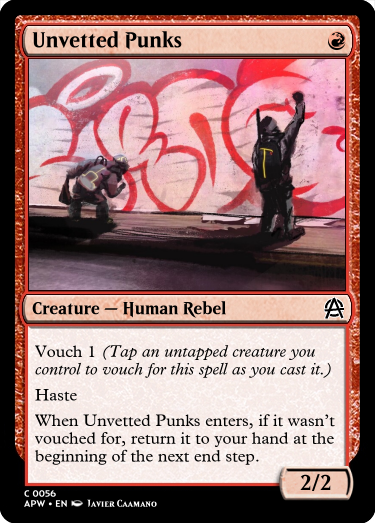 Unvetted Punks
Creature — Human Rebel
Vouch 1 (Tap an untapped creature you
control to vouch for this spell as you cast it.)
Haste
When Unvetted Punks enters, if it wasn't
vouched for, return it to your hand at the
beginning of the next end step.
2/2
C 0056
APW • EN Javier Caamano